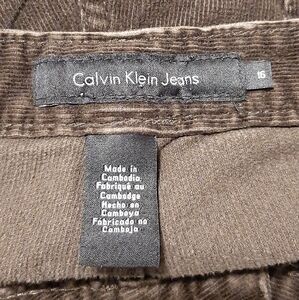 Calvin Klein Jeans
16
Made in
Cambodia
Fabriqué au
Cambodge
Hecho en
Camboya
Fabricado no
Camboja